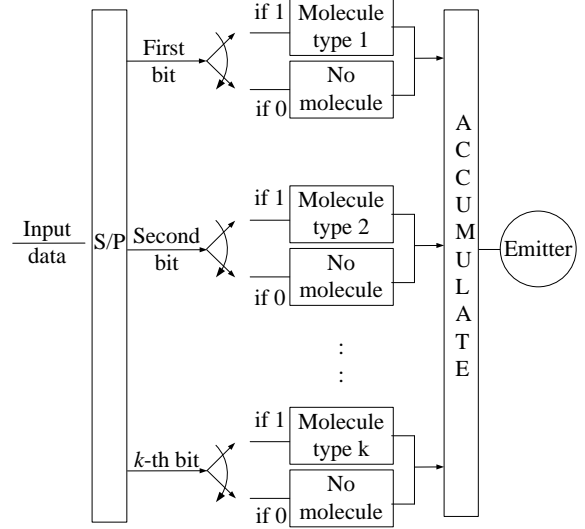 Input
data
S/P
First
bit
if 1
Molecule
type 1
if 0
No
molecule
Second
bit
if 1
Molecule
type 2
if 0
No
molecule
:
:
k-th bit
if 1
Molecule
type k
if 0
No
molecule
A
C
C
U
M
U
L
A
T
E
Emitter